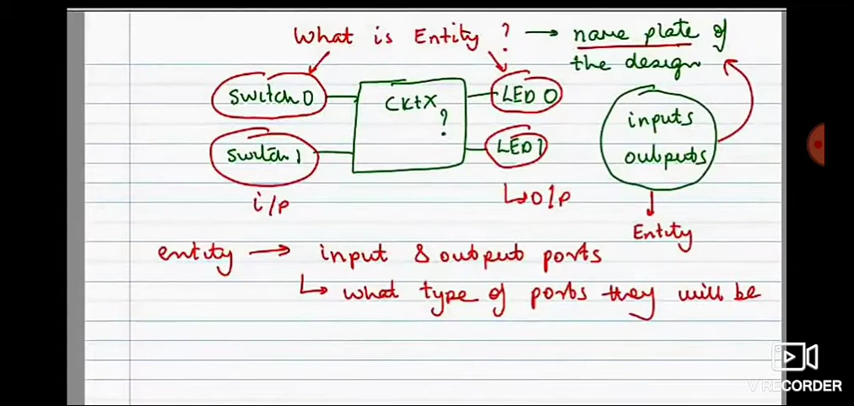 What is Entity ? → name plate of
the design
Switch 0
CktX
?
LED 0
inputs
outputs
Switch 1
LED 1
i/p
O/P
Entity
entity → input & output ports
what type of ports they will be
V RECORDER